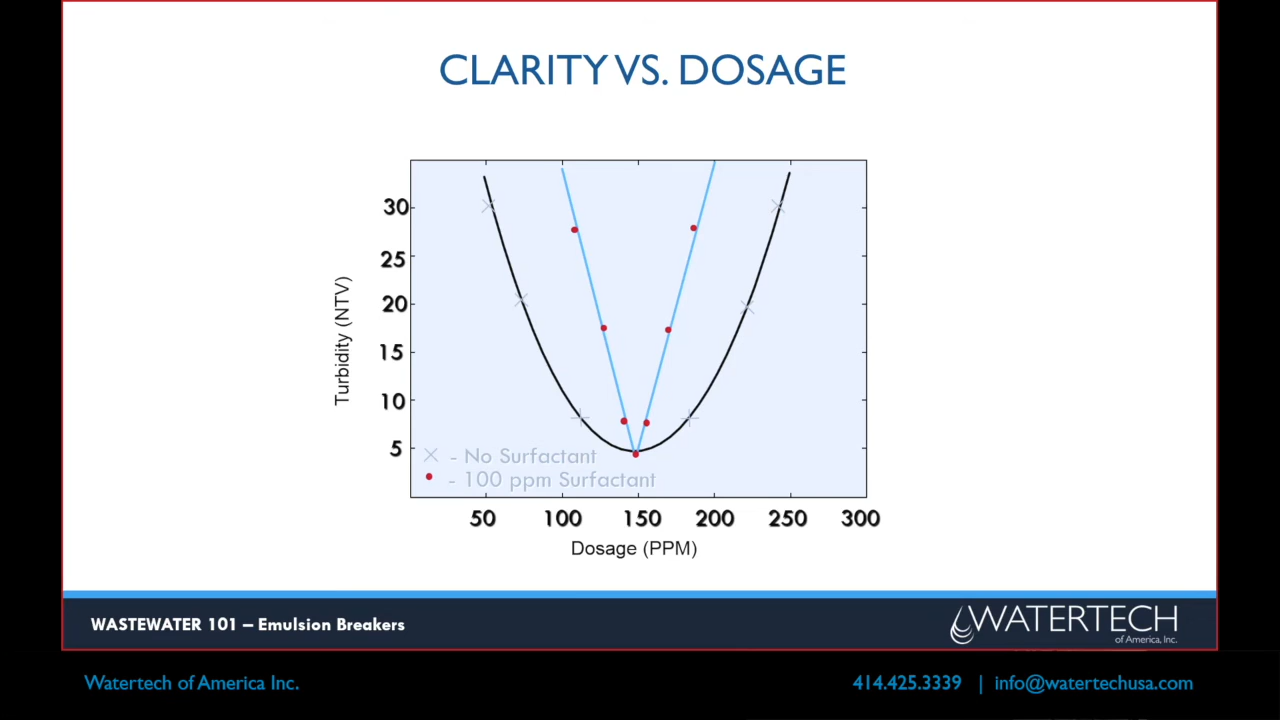 CLARITY VS. DOSAGE
30
25
20
15
10
5
Turbidity (NTV)
- No Surfactant
- 100 ppm Surfactant
50 100 150 200 250 300
Dosage (PPM)
WASTEWATER 101 – Emulsion Breakers
WATERTECH
of America, Inc.
Watertech of America Inc.
414.425.3339 | info@watertechusa.com